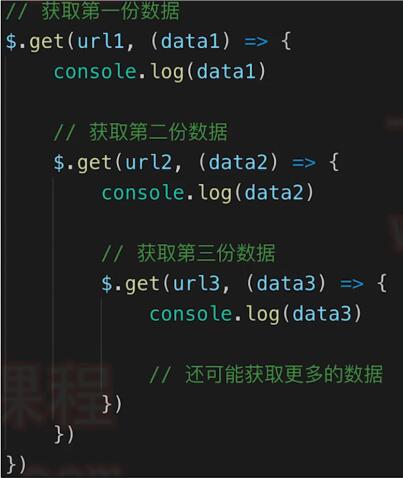 // 获取第一份数据
$.get(url1, (data1) => {
    console.log(data1)

    // 获取第二份数据
    $.get(url2, (data2) => {
        console.log(data2)

        // 获取第三份数据
        $.get(url3, (data3) => {
            console.log(data3)

            // 还可能获取更多的数据
        })
    })
})
课程